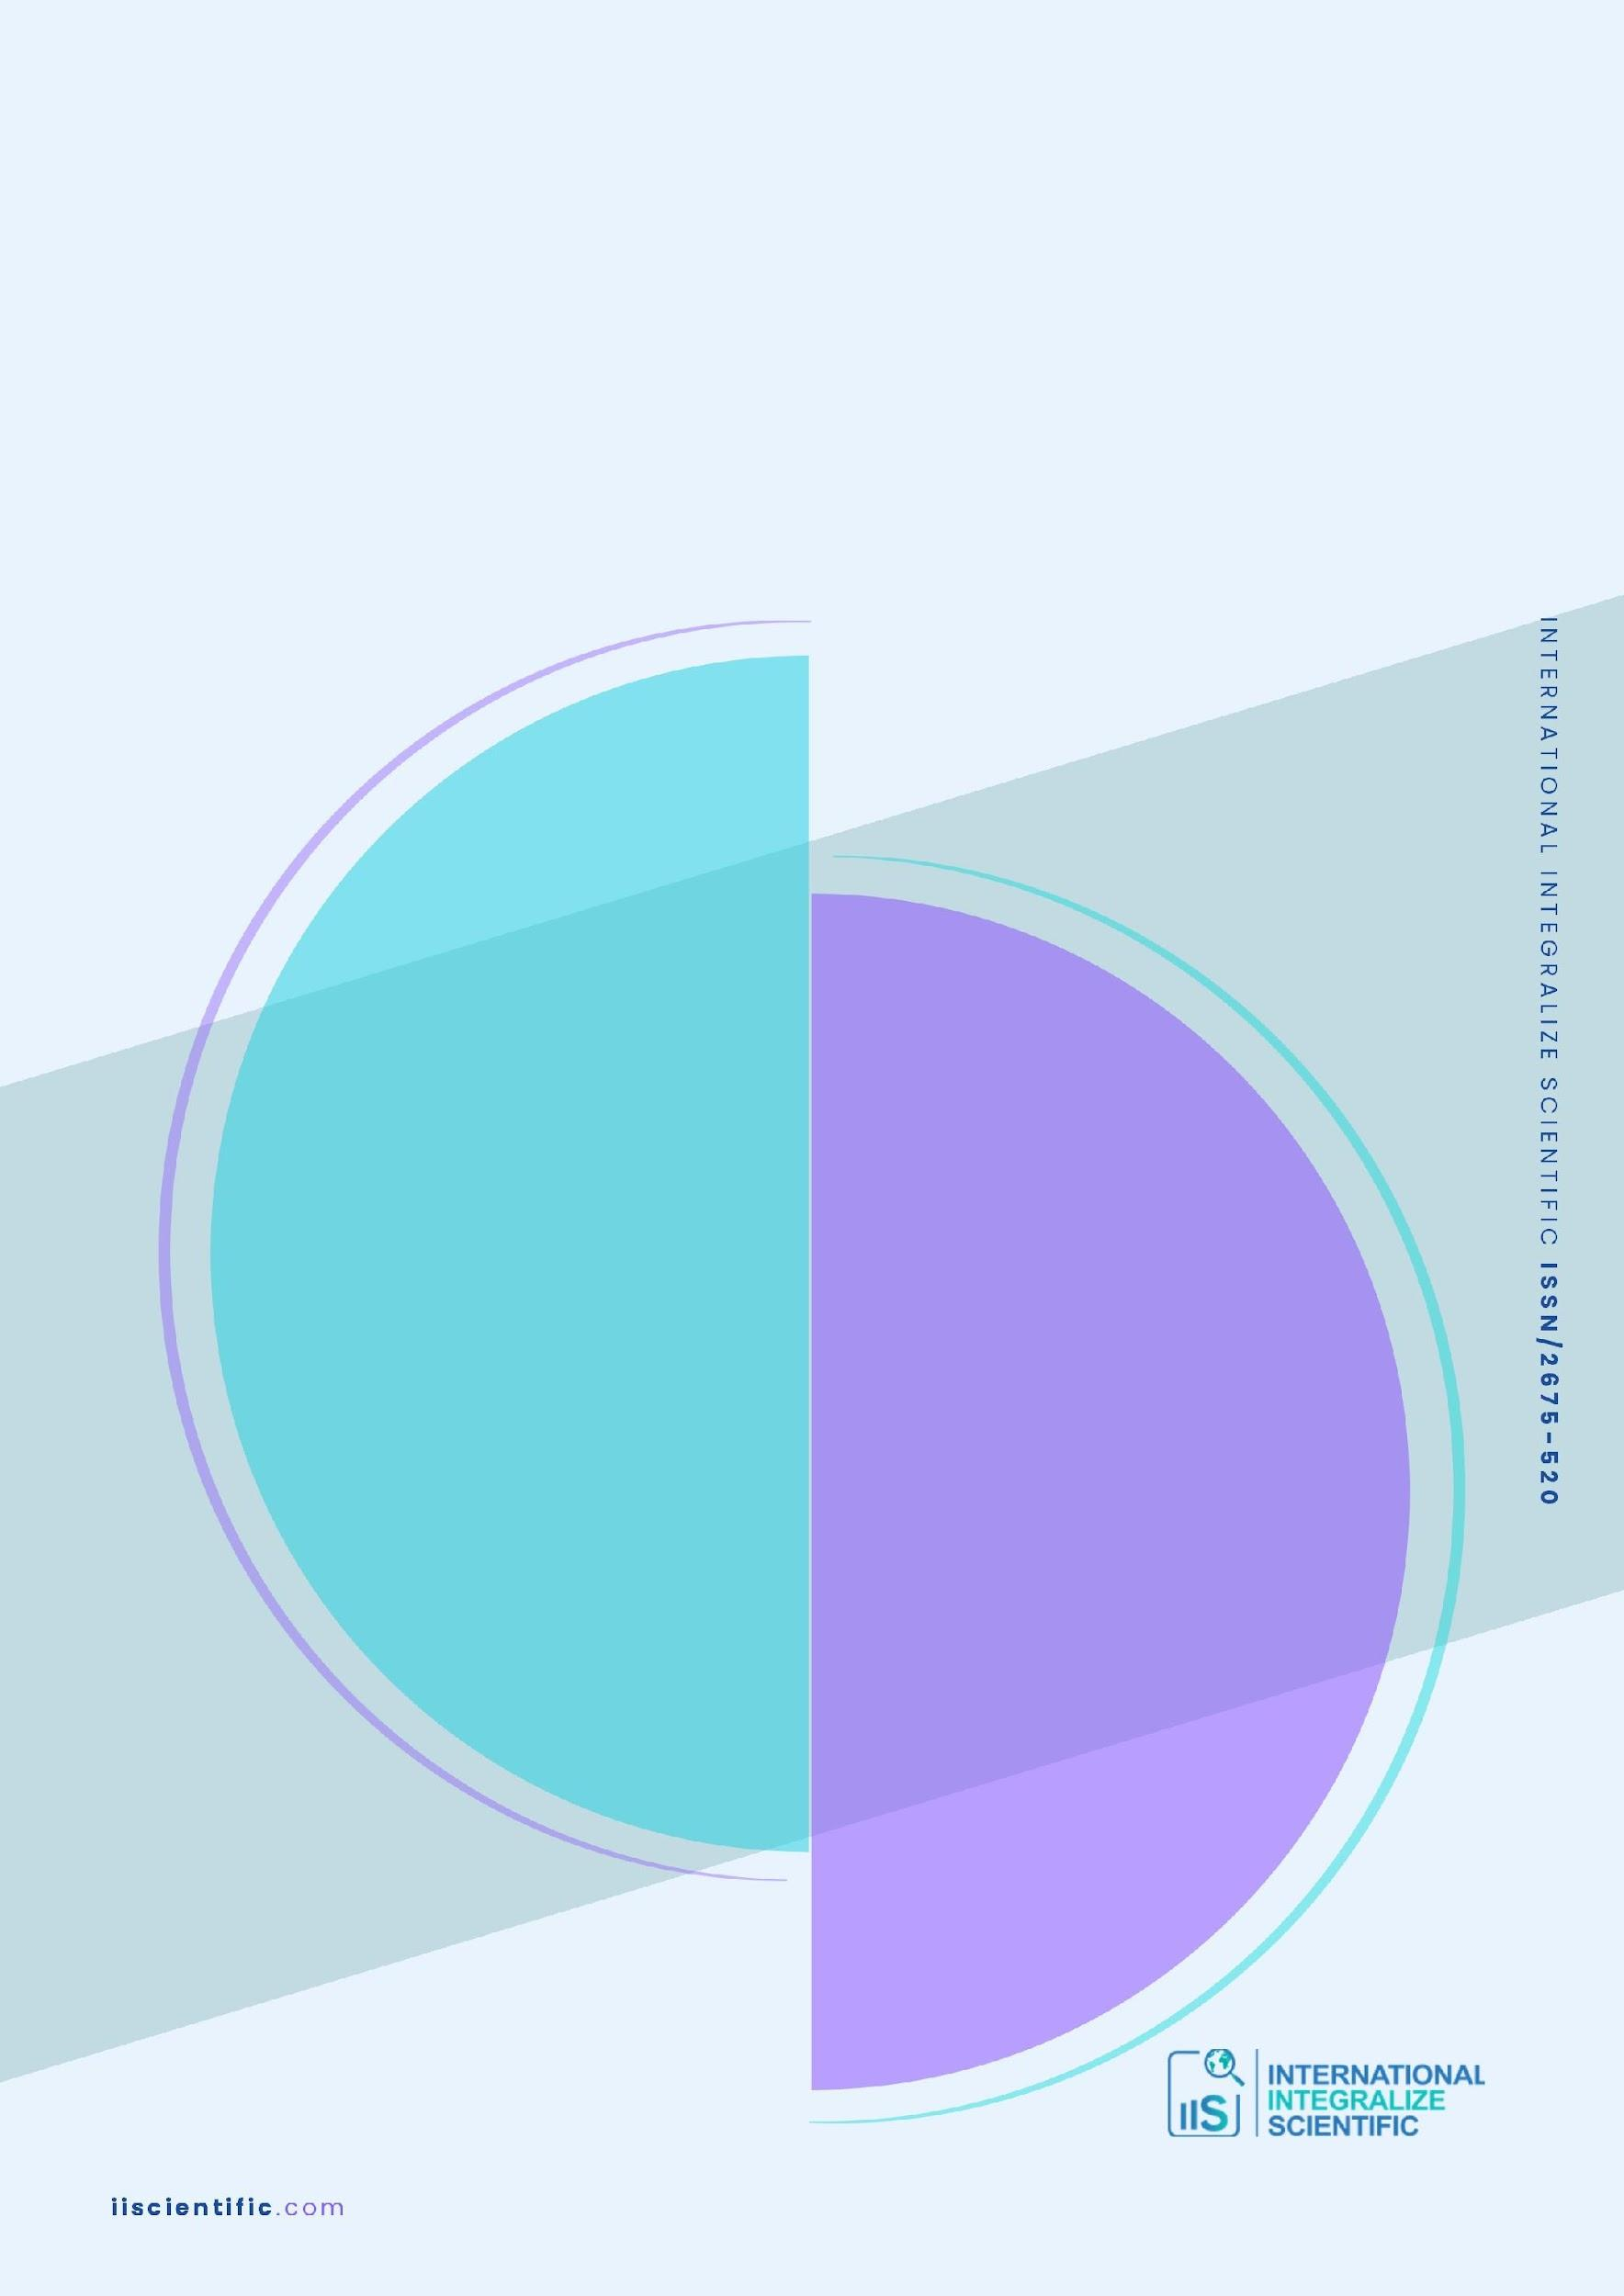 INTERNATIONAL INTEGRALIZE SCIENTIFIC ISSN/2675-520
iiS
INTERNATIONAL
INTEGRALIZE
SCIENTIFIC
iiscientific.com